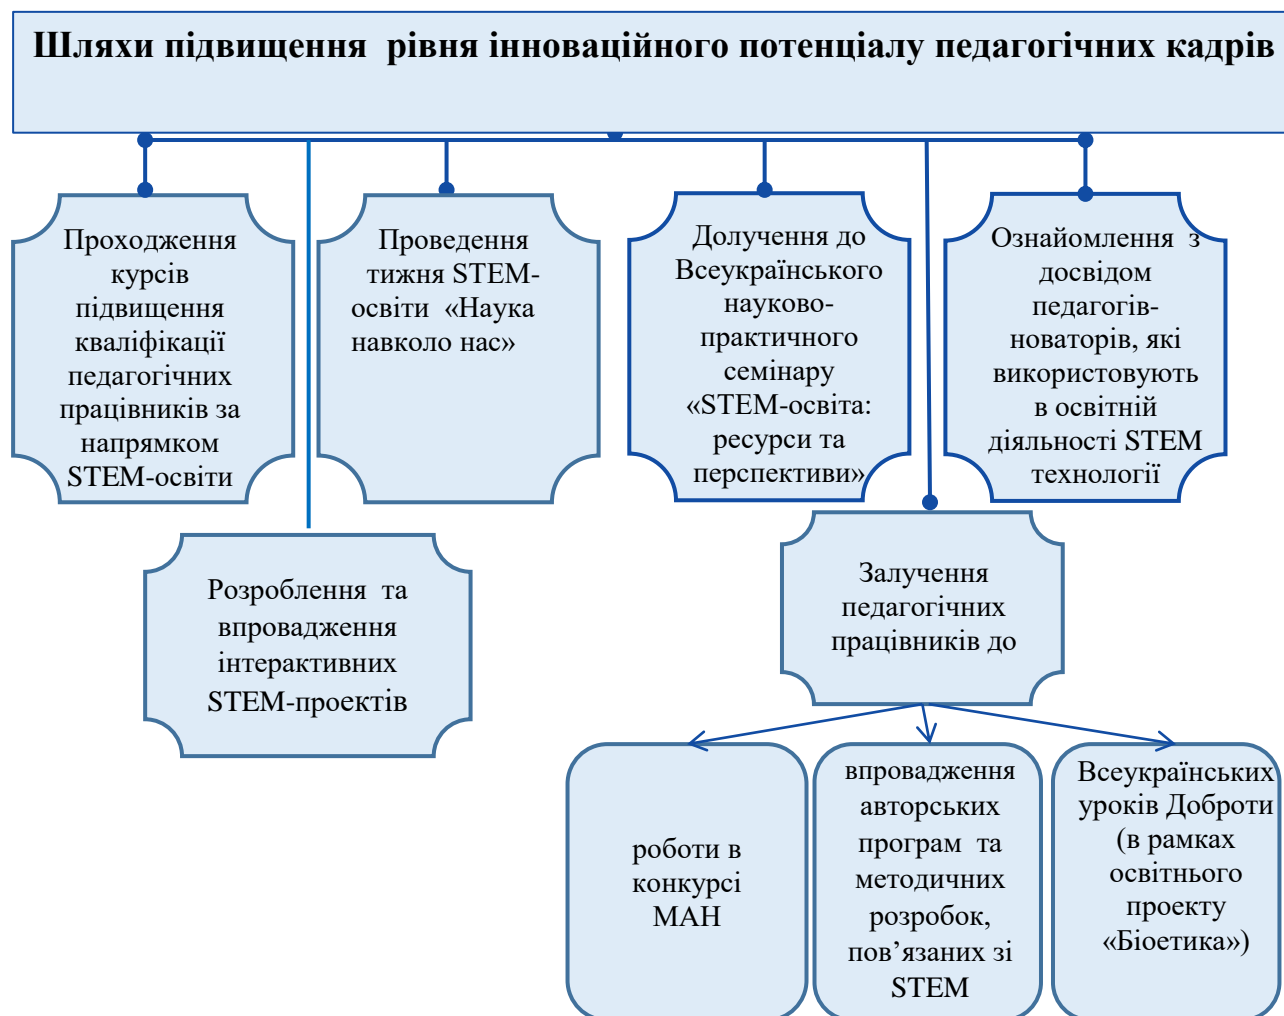 Шляхи підвищення рівня інноваційного потенціалу педагогічних кадрів
Проходження
курсів
підвищення
кваліфікації
педагогічних
працівників за
напрямком
STEM-освіти
Проведення
тижня STEM-
освіти «Наука
навколо нас»
Долучення до
Всеукраїнського
науково-
практичного
семінару
«STEM-освіта:
ресурси та
перспективи»
Ознайомлення з
досвідом
педагогів-
новаторів, які
використовують
в освітній
діяльності STEM
технології
Розроблення та
впровадження
інтерактивних
STEM-проектів
Залучення
педагогічних
працівників до
роботи в
конкурсі
МАН
впровадження
авторських
програм та
методичних
розробок,
пов’язаних зі
STEM
Всеукраїнських
уроків Доброти
(в рамках
освітнього
проекту
«Біоетика»)